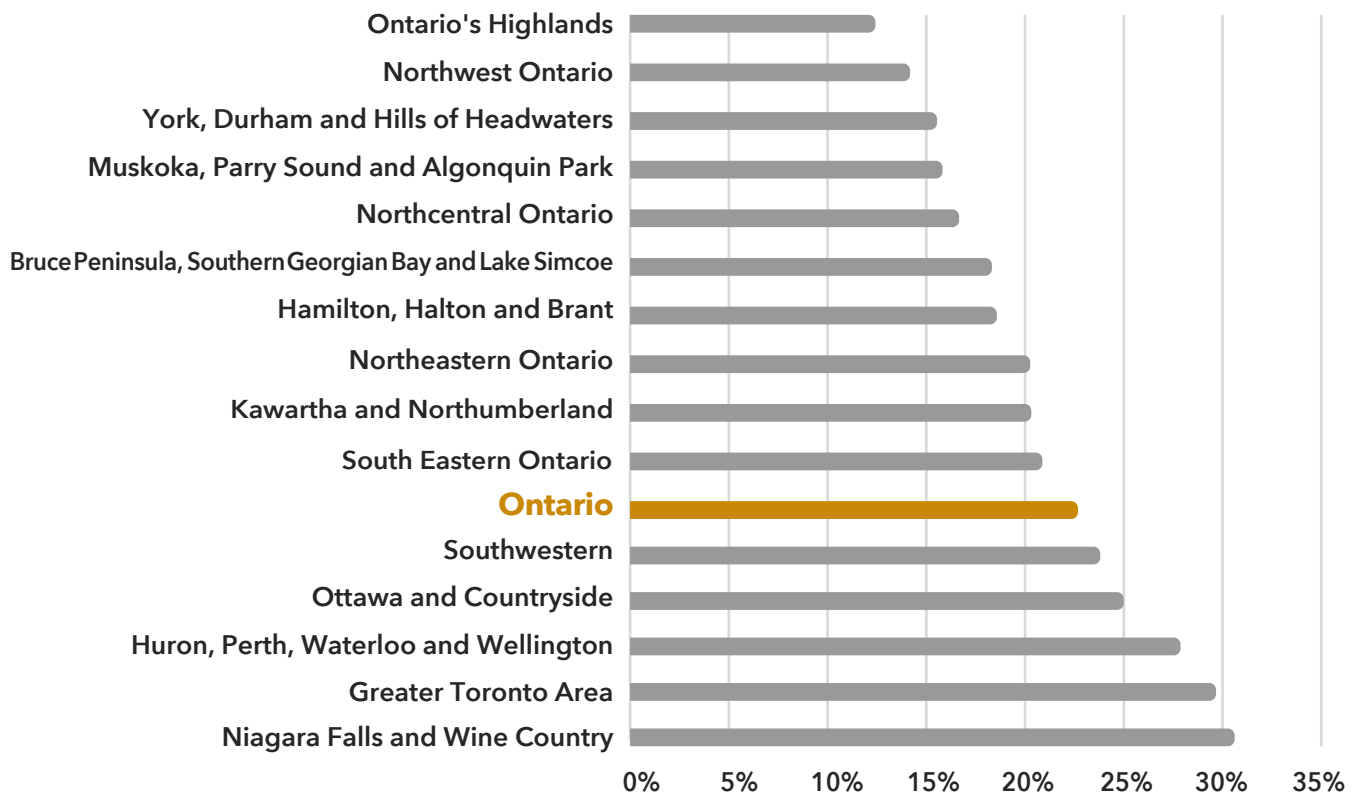 Ontario's Highlands
Northwest Ontario
York, Durham and Hills of Headwaters
Muskoka, Parry Sound and Algonquin Park
Northcentral Ontario
Bruce Peninsula, Southern Georgian Bay and Lake Simcoe
Hamilton, Halton and Brant
Northeastern Ontario
Kawartha and Northumberland
South Eastern Ontario
Ontario
Southwestern
Ottawa and Countryside
Huron, Perth, Waterloo and Wellington
Greater Toronto Area
Niagara Falls and Wine Country
0% 5% 10% 15% 20% 25% 30% 35%